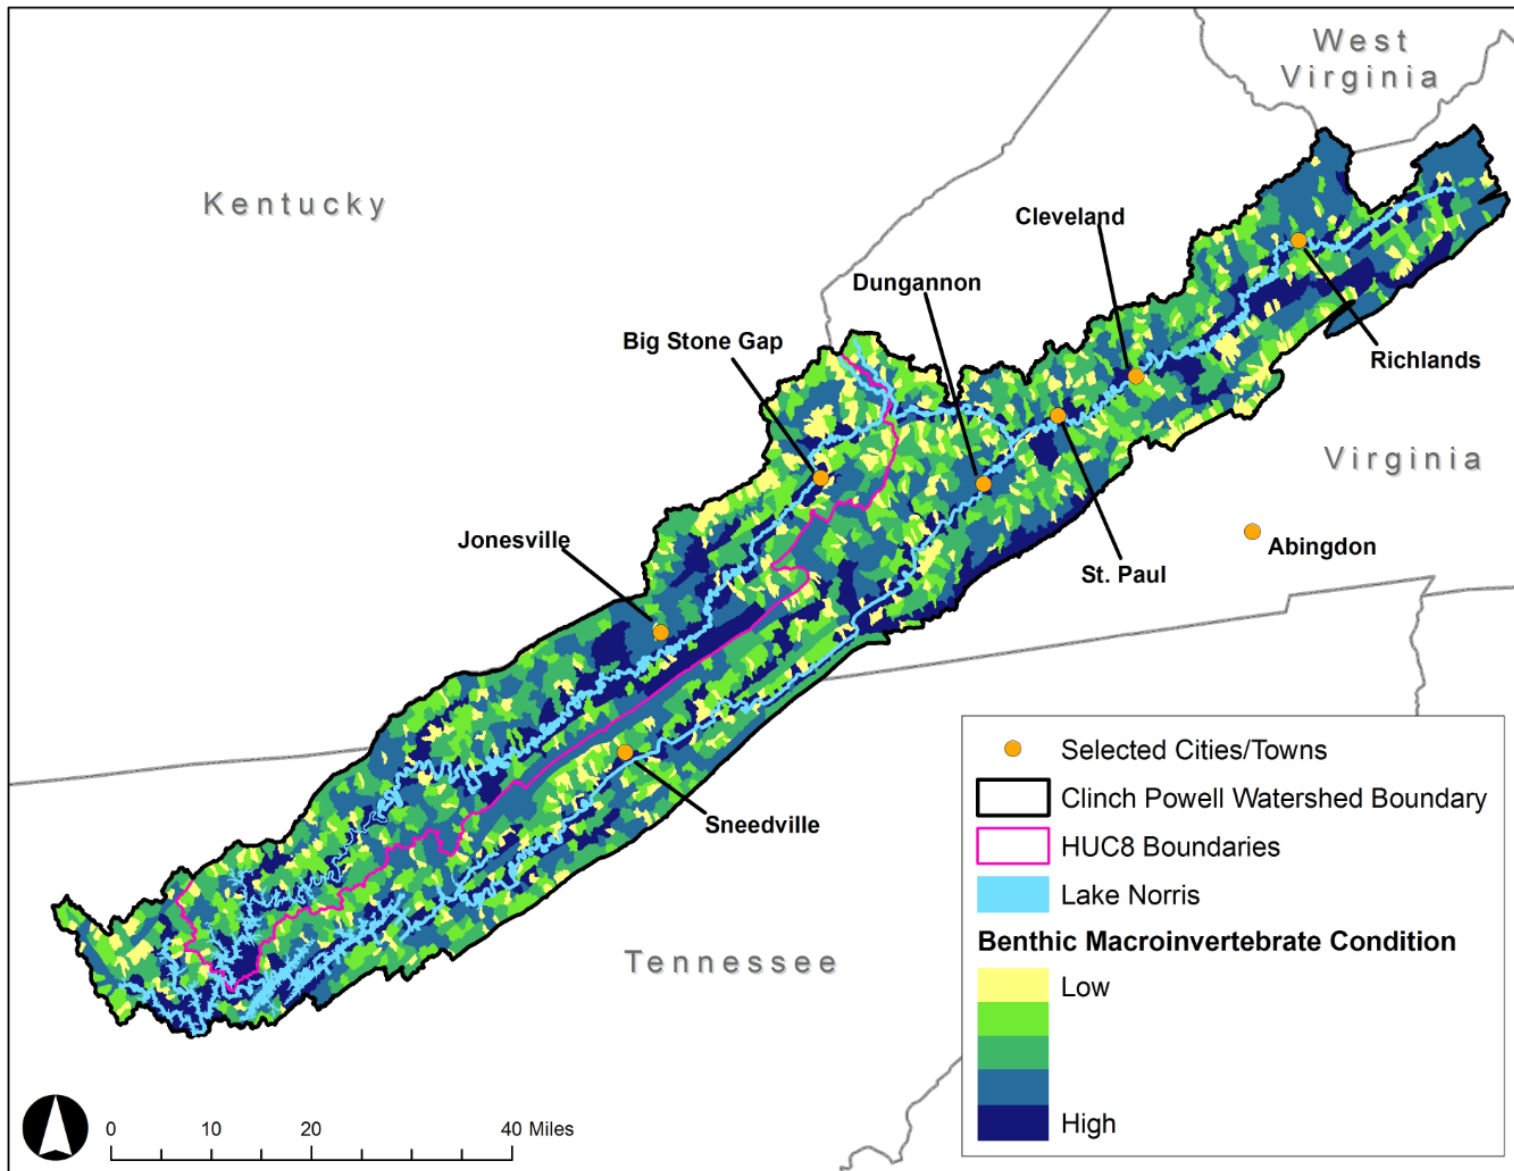 West
Virginia
Kentucky
Cleveland
Dungannon
Big Stone Gap
Richlands
Virginia
Jonesville
Abingdon
St. Paul
Sneedville
Tennessee
Selected Cities/Towns
Clinch Powell Watershed Boundary
HUC8 Boundaries
Lake Norris
Benthic Macroinvertebrate Condition
Low
High
0 10 20 40 Miles